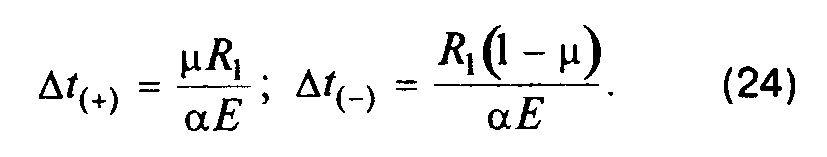 Δt₍₊₎ = μR₁ / αE ; Δt₍₋₎ = R₁(1 − μ) / αE . (24)